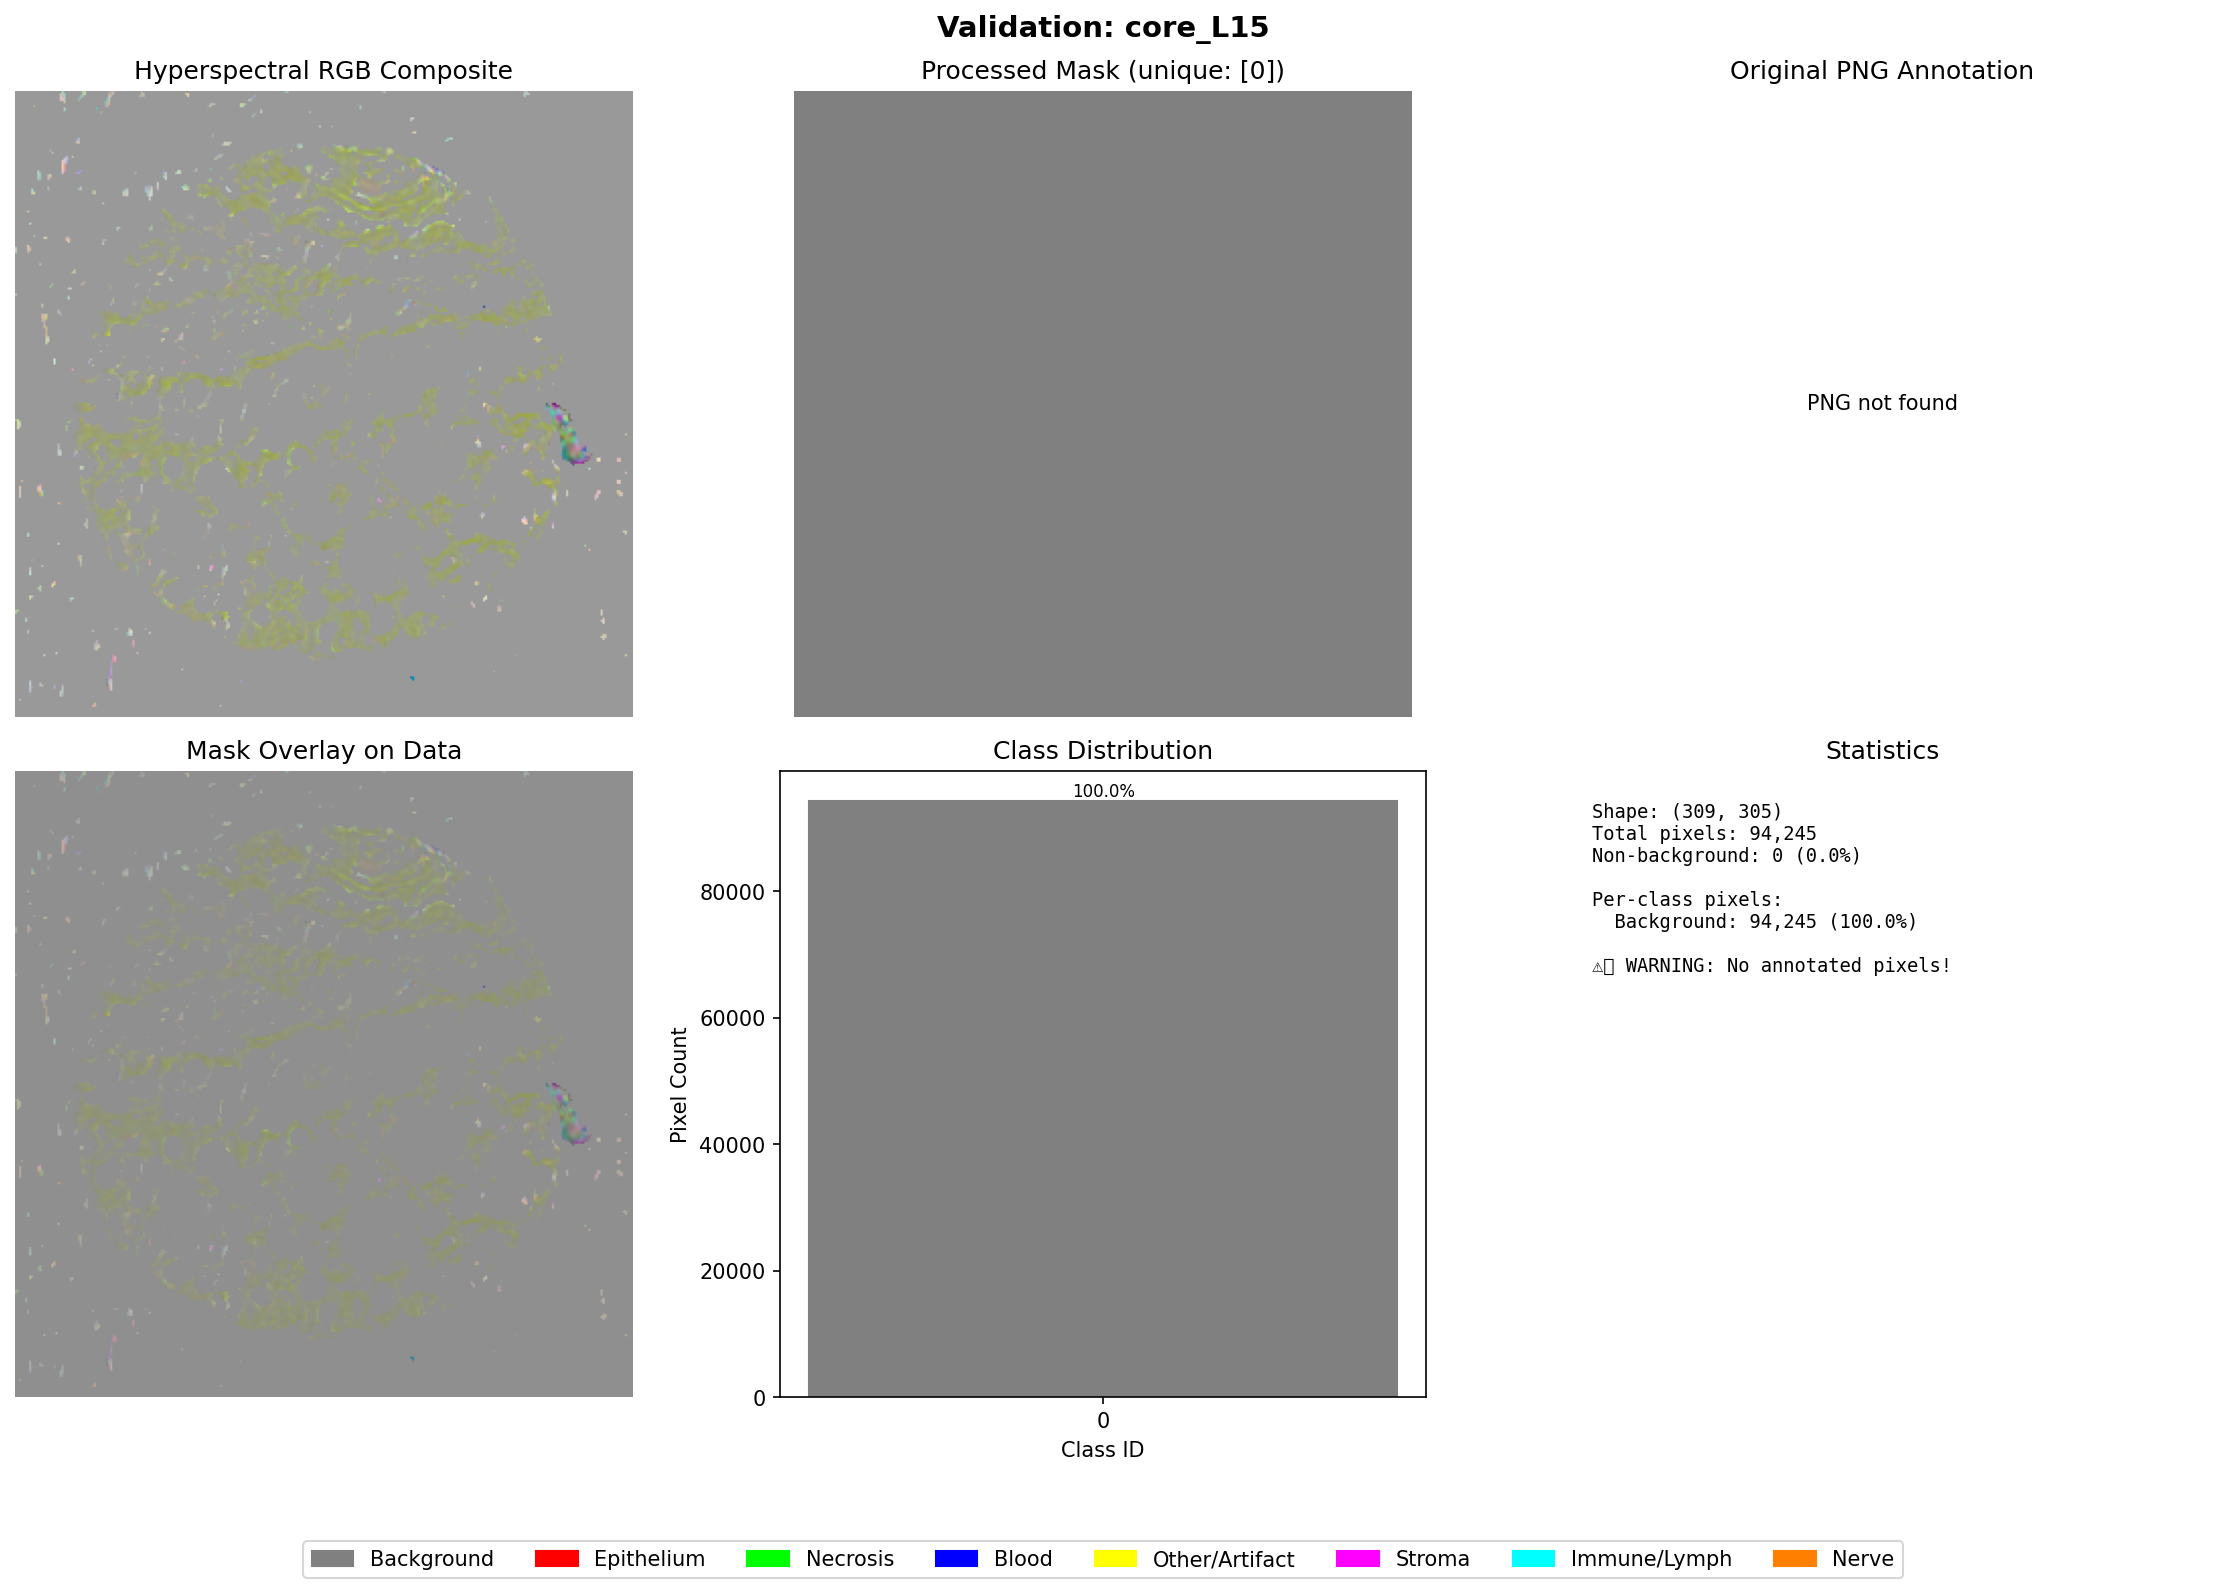 Validation: core_L15
Hyperspectral RGB Composite
Processed Mask (unique: [0])
Original PNG Annotation
PNG not found
Mask Overlay on Data
Class Distribution
100.0%
80000
60000
40000
20000
0
Pixel Count
0
Class ID
Statistics
Shape: (309, 305)
Total pixels: 94,245
Non-background: 0 (0.0%)
Per-class pixels:
Background: 94,245 (100.0%)
⚠▯ WARNING: No annotated pixels!
Background
Epithelium
Necrosis
Blood
Other/Artifact
Stroma
Immune/Lymph
Nerve